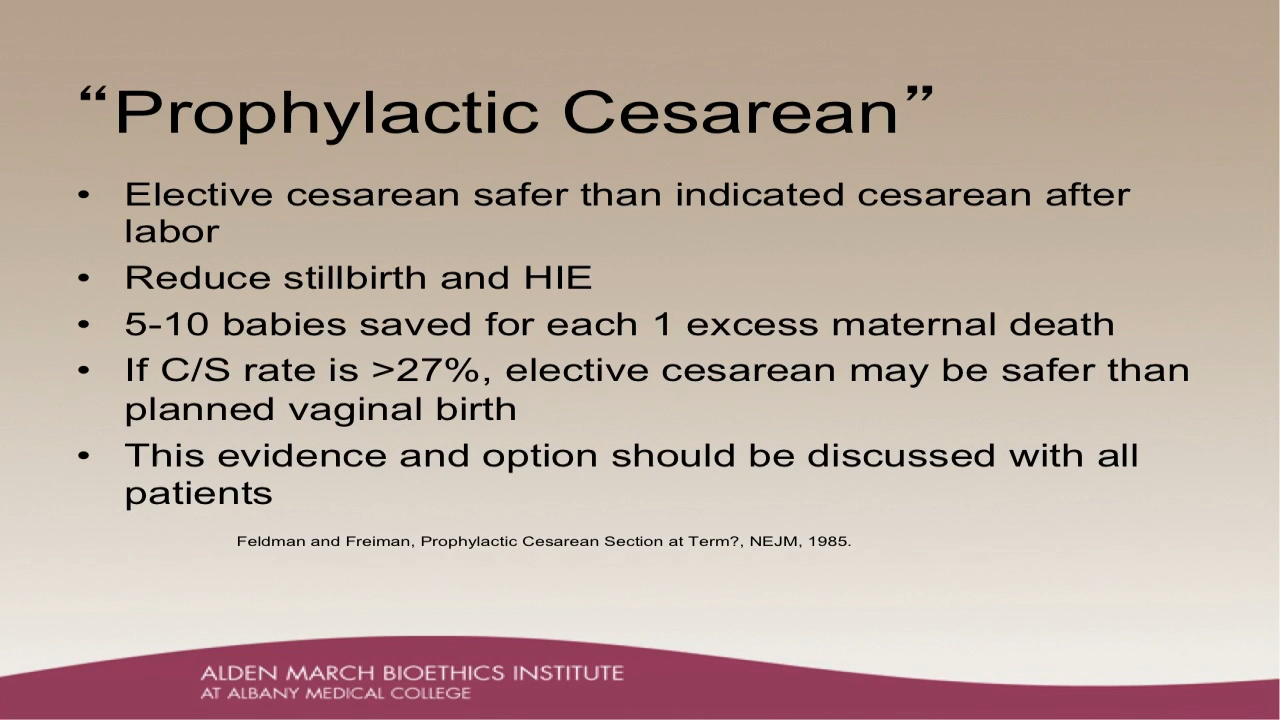 “Prophylactic Cesarean”
• Elective cesarean safer than indicated cesarean after
labor
• Reduce stillbirth and HIE
• 5-10 babies saved for each 1 excess maternal death
• If C/S rate is >27%, elective cesarean may be safer than
planned vaginal birth
• This evidence and option should be discussed with all
patients
Feldman and Freiman, Prophylactic Cesarean Section at Term?, NEJM, 1985.
ALDEN MARCH BIOETHICS INSTITUTE
AT ALBANY MEDICAL COLLEGE